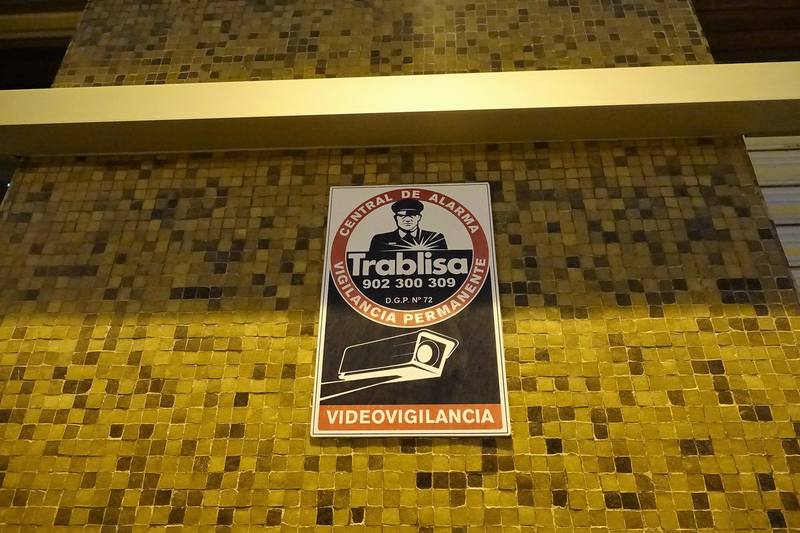 CENTRAL DE ALARMA
Trablisa
902 300 309
D.G.P. Nº 72
VIGILANCIA PERMANENTE
VIDEOVIGILANCIA